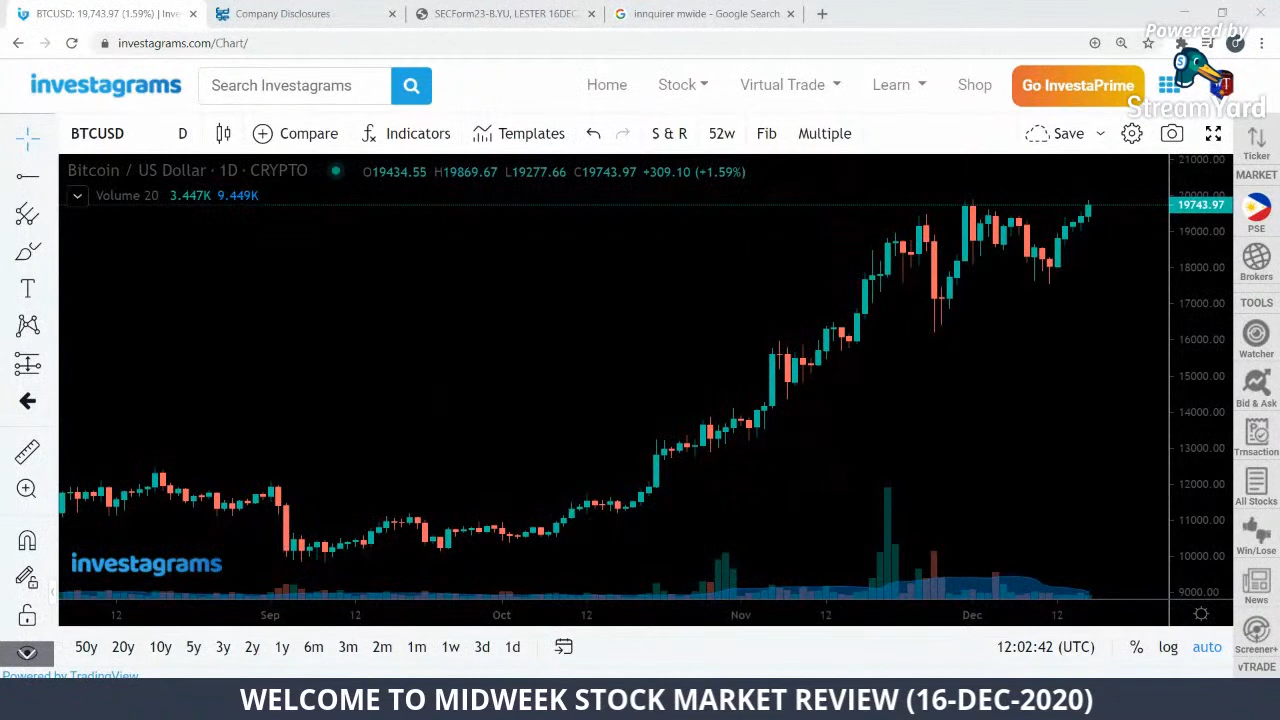 BTCUSD: 19,743.97 (1.59%) | Inve
Company Disclosures
SECForm23-B.YU, LESTER 16DEC
innquirer mwide - Google Search
investagrams.com/Chart/
Powered by
StreamYard
investagrams
Search Investagrams
Home
Stock
Virtual Trade
Learn
Shop
Go InvestaPrime
BTCUSD
D
Compare
Indicators
Templates
S & R
52w
Fib
Multiple
Save
Bitcoin / US Dollar · 1D · CRYPTO
O19434.55 H19869.67 L19277.66 C19743.97 +309.10 (+1.59%)
Volume 20 3.447K 9.449K
21000.00
20000.00
19743.97
19000.00
18000.00
17000.00
16000.00
15000.00
14000.00
13000.00
12000.00
11000.00
10000.00
9000.00
investagrams
12
Sep
12
Oct
12
Nov
12
Dec
12
50y 20y 10y 5y 3y 2y 1y 6m 3m 2m 1m 1w 3d 1d
12:02:42 (UTC)
%
log
auto
Powered by TradingView
Ticker
MARKET
PSE
Brokers
TOOLS
Watcher
Bid & Ask
Trnsaction
All Stocks
Win/Lose
News
Screener+
vTRADE
WELCOME TO MIDWEEK STOCK MARKET REVIEW (16-DEC-2020)